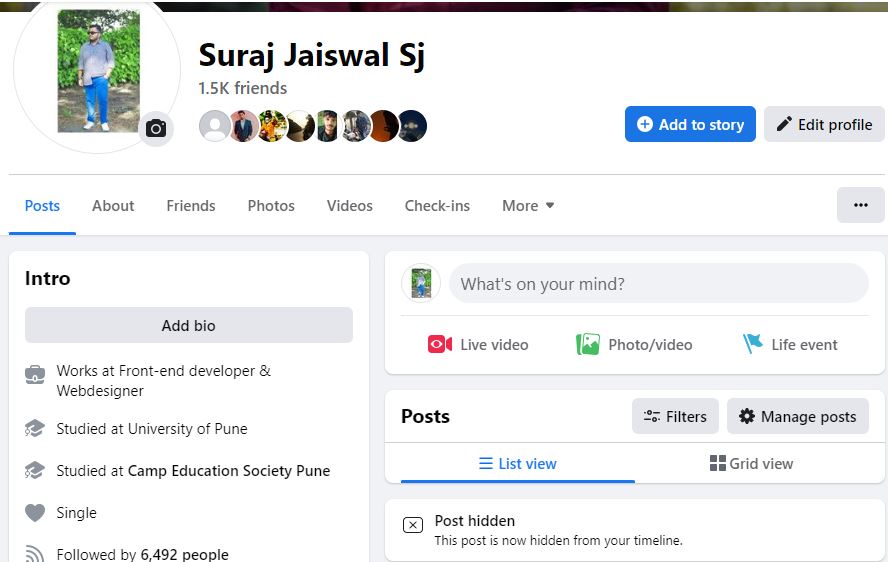 Suraj Jaiswal Sj
1.5K friends
Add to story
Edit profile
Posts
About
Friends
Photos
Videos
Check-ins
More
Intro
Add bio
Works at Front-end developer &
Webdesigner
Studied at University of Pune
Studied at Camp Education Society Pune
Single
Followed by 6,492 people
What's on your mind?
Live video
Photo/video
Life event
Posts
Filters
Manage posts
List view
Grid view
Post hidden
This post is now hidden from your timeline.